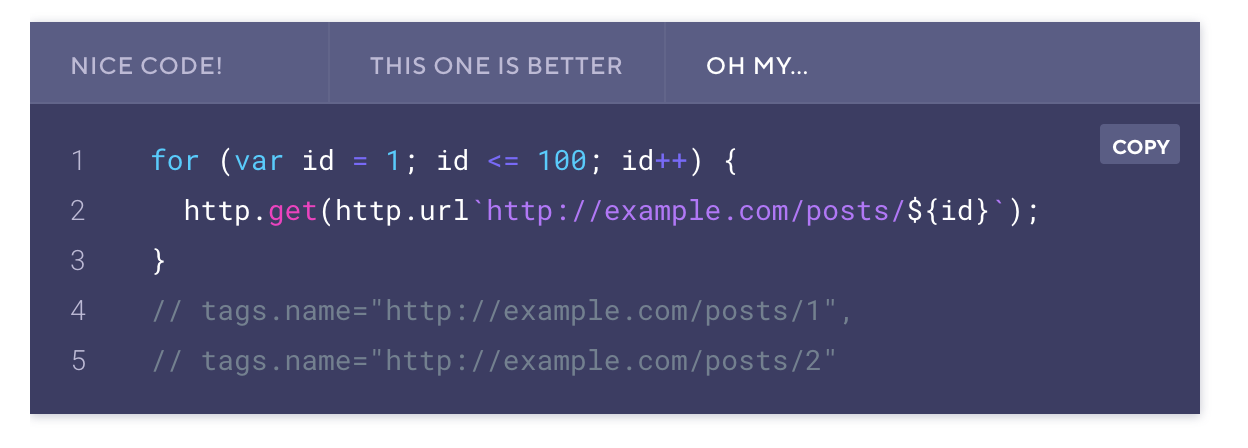 NICE CODE! THIS ONE IS BETTER OH MY...
COPY
1 for (var id = 1; id <= 100; id++) {
2   http.get(http.url`http://example.com/posts/${id}`);
3 }
4 // tags.name="http://example.com/posts/1",
5 // tags.name="http://example.com/posts/2"